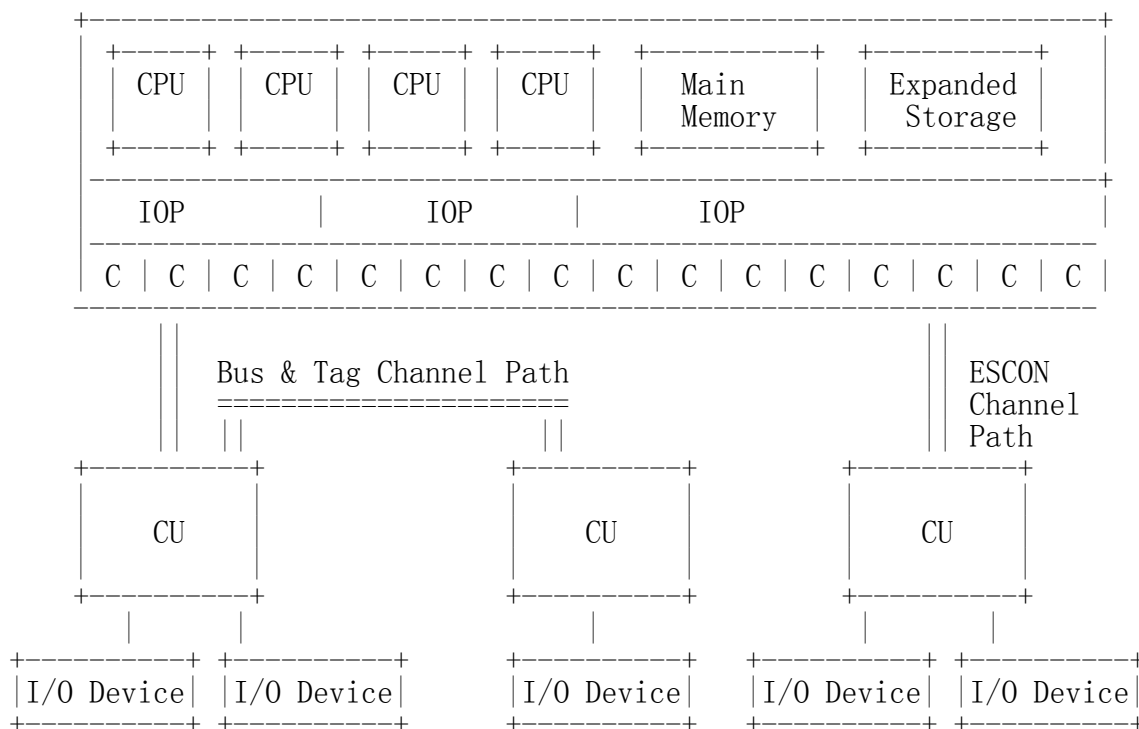 CPU CPU CPU CPU Main Expanded
Memory Storage
IOP IOP IOP
C C C C C C C C C C C C C C C C
Bus & Tag Channel Path ESCON
Channel
Path
CU CU CU
I/O Device I/O Device I/O Device I/O Device I/O Device